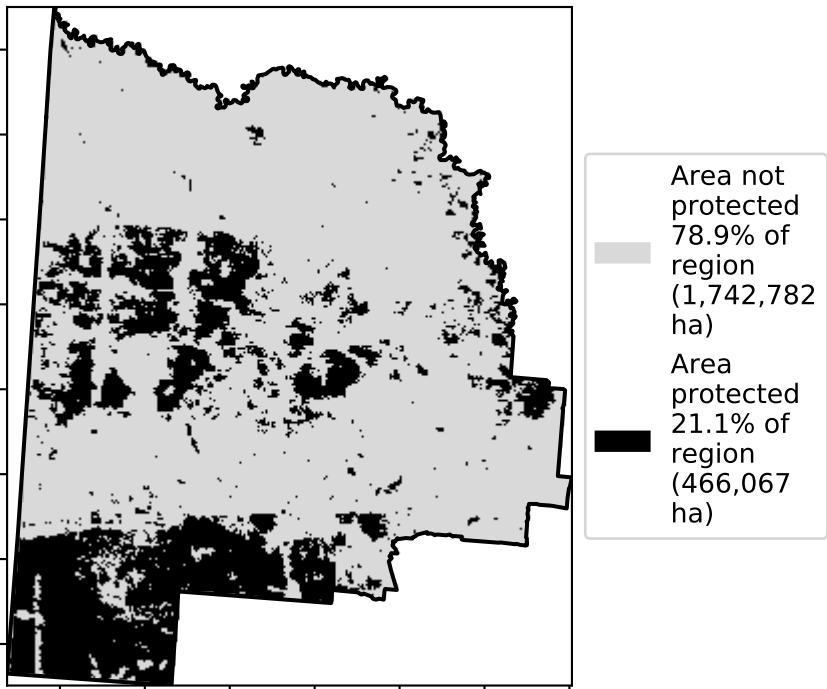 Area not
protected
78.9% of
region
(1,742,782
ha)
Area
protected
21.1% of
region
(466,067
ha)